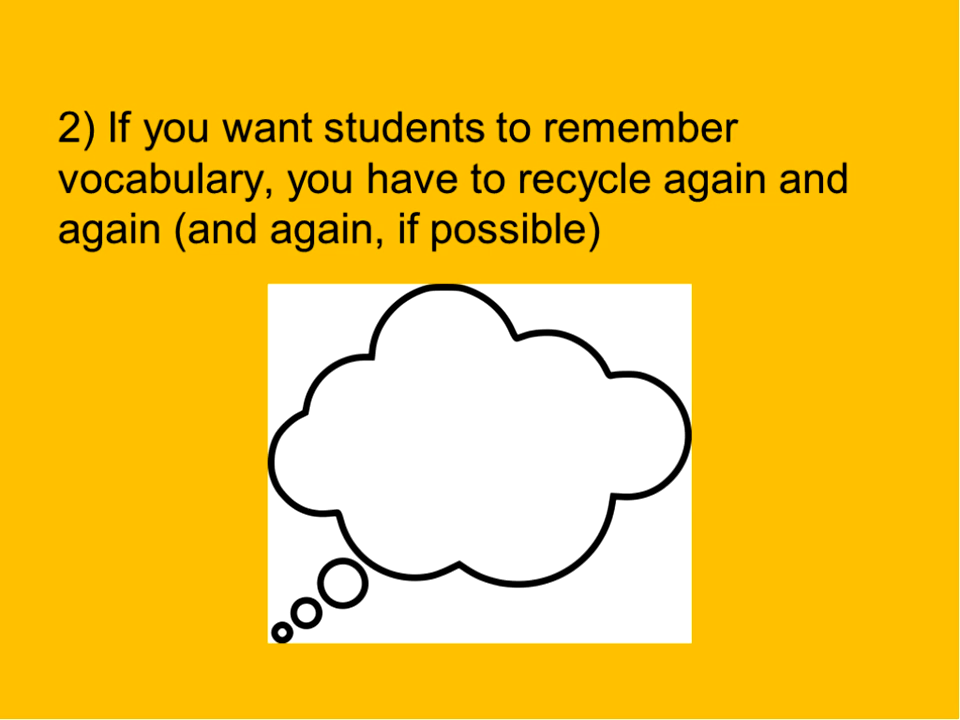 2) If you want students to remember
vocabulary, you have to recycle again and
again (and again, if possible)